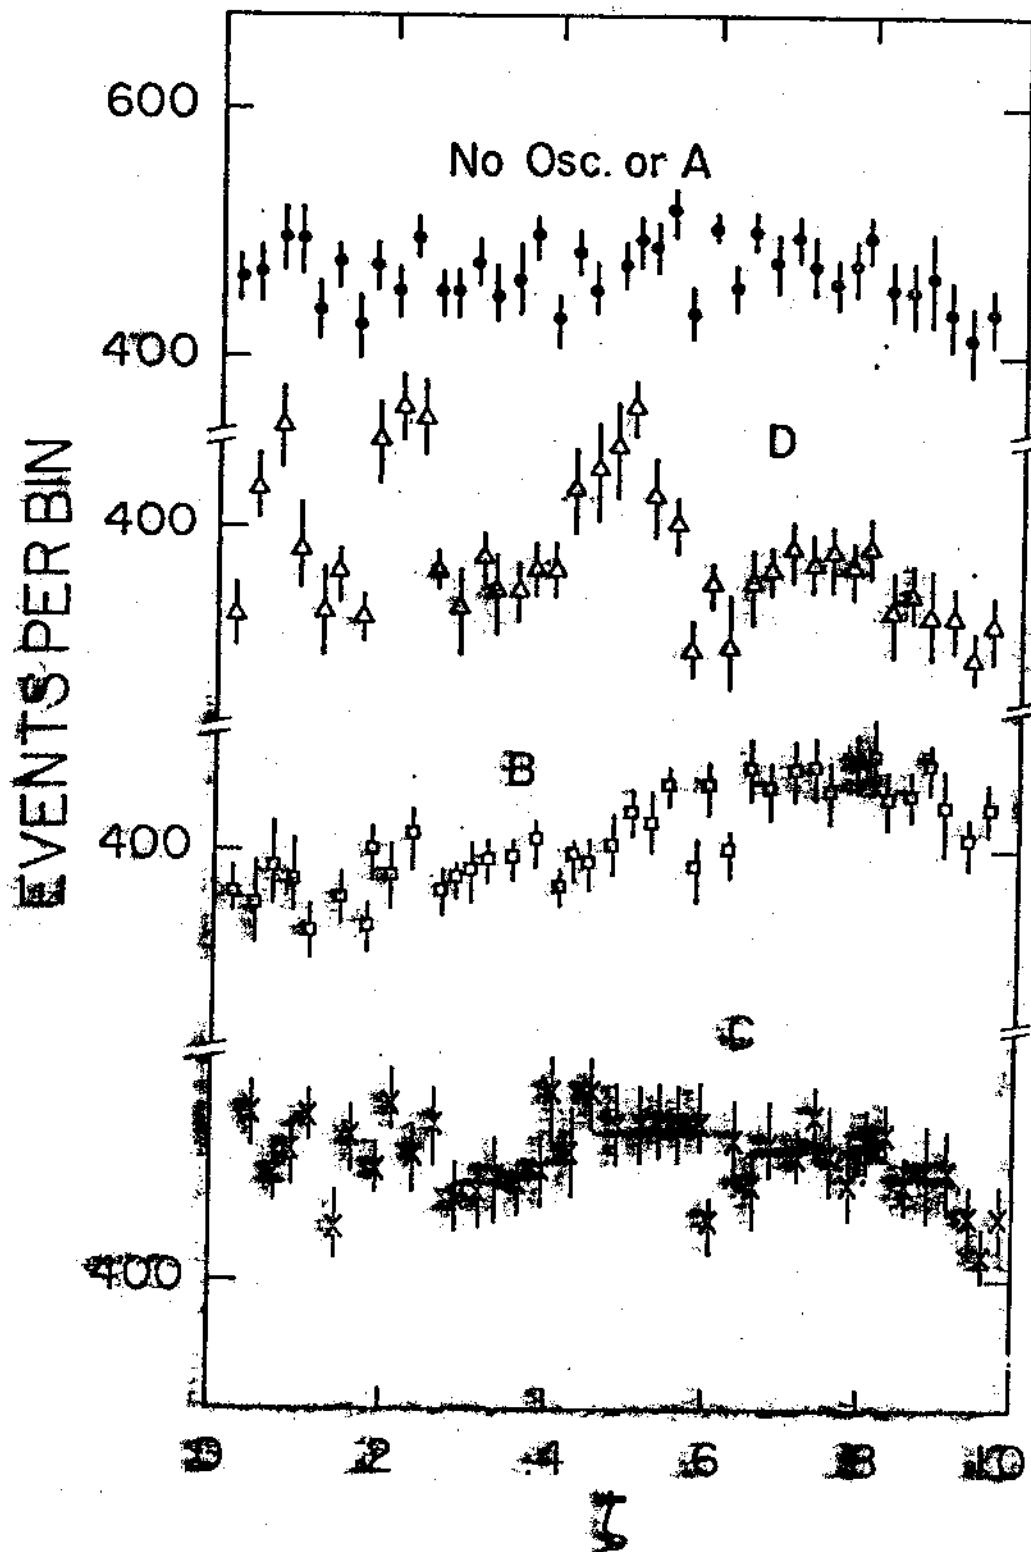 600
No Osc. or A
400
D
400
B
400
C
400
EVENTS PER BIN
0 .2 .4 .6 .8 1.0
ζ